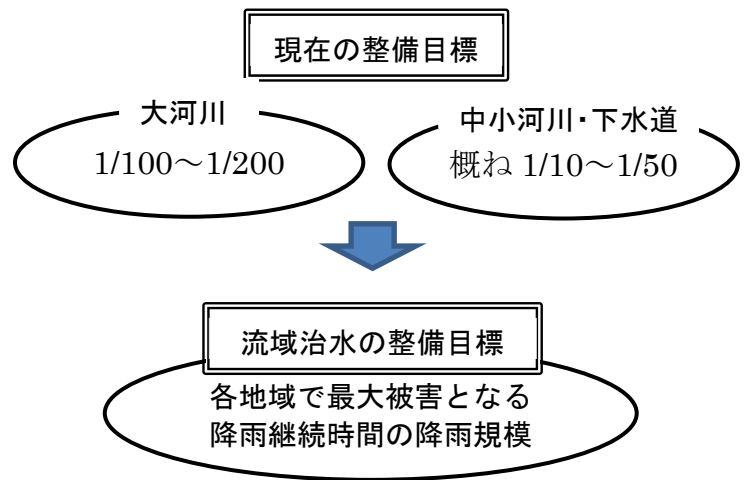 現在の整備目標
大河川
中小河川・下水道
1/100～1/200
概ね 1/10～1/50
流域治水の整備目標
各地域で最大被害となる
降雨継続時間の降雨規模